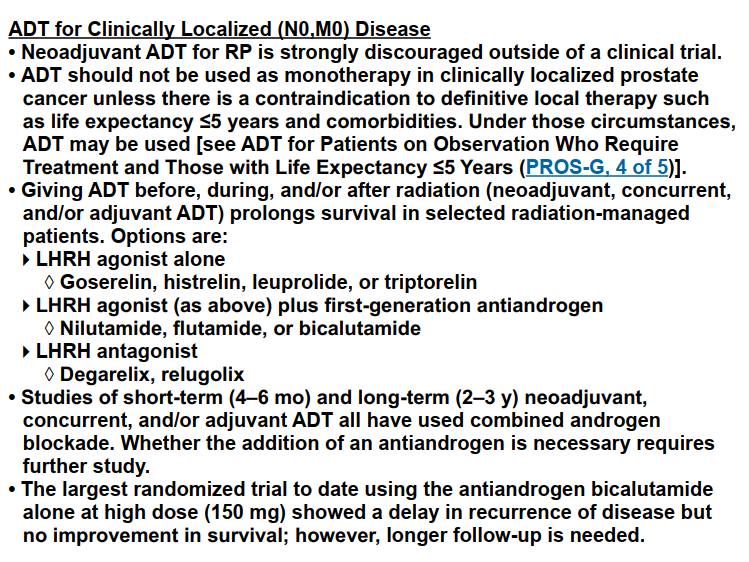 ADT for Clinically Localized (N0,M0) Disease
• Neoadjuvant ADT for RP is strongly discouraged outside of a clinical trial.
• ADT should not be used as monotherapy in clinically localized prostate
cancer unless there is a contraindication to definitive local therapy such
as life expectancy ≤5 years and comorbidities. Under those circumstances,
ADT may be used [see ADT for Patients on Observation Who Require
Treatment and Those with Life Expectancy ≤5 Years (PROS-G, 4 of 5)].
• Giving ADT before, during, and/or after radiation (neoadjuvant, concurrent,
and/or adjuvant ADT) prolongs survival in selected radiation-managed
patients. Options are:
▸ LHRH agonist alone
◊ Goserelin, histrelin, leuprolide, or triptorelin
▸ LHRH agonist (as above) plus first-generation antiandrogen
◊ Nilutamide, flutamide, or bicalutamide
▸ LHRH antagonist
◊ Degarelix, relugolix
• Studies of short-term (4–6 mo) and long-term (2–3 y) neoadjuvant,
concurrent, and/or adjuvant ADT all have used combined androgen
blockade. Whether the addition of an antiandrogen is necessary requires
further study.
• The largest randomized trial to date using the antiandrogen bicalutamide
alone at high dose (150 mg) showed a delay in recurrence of disease but
no improvement in survival; however, longer follow-up is needed.